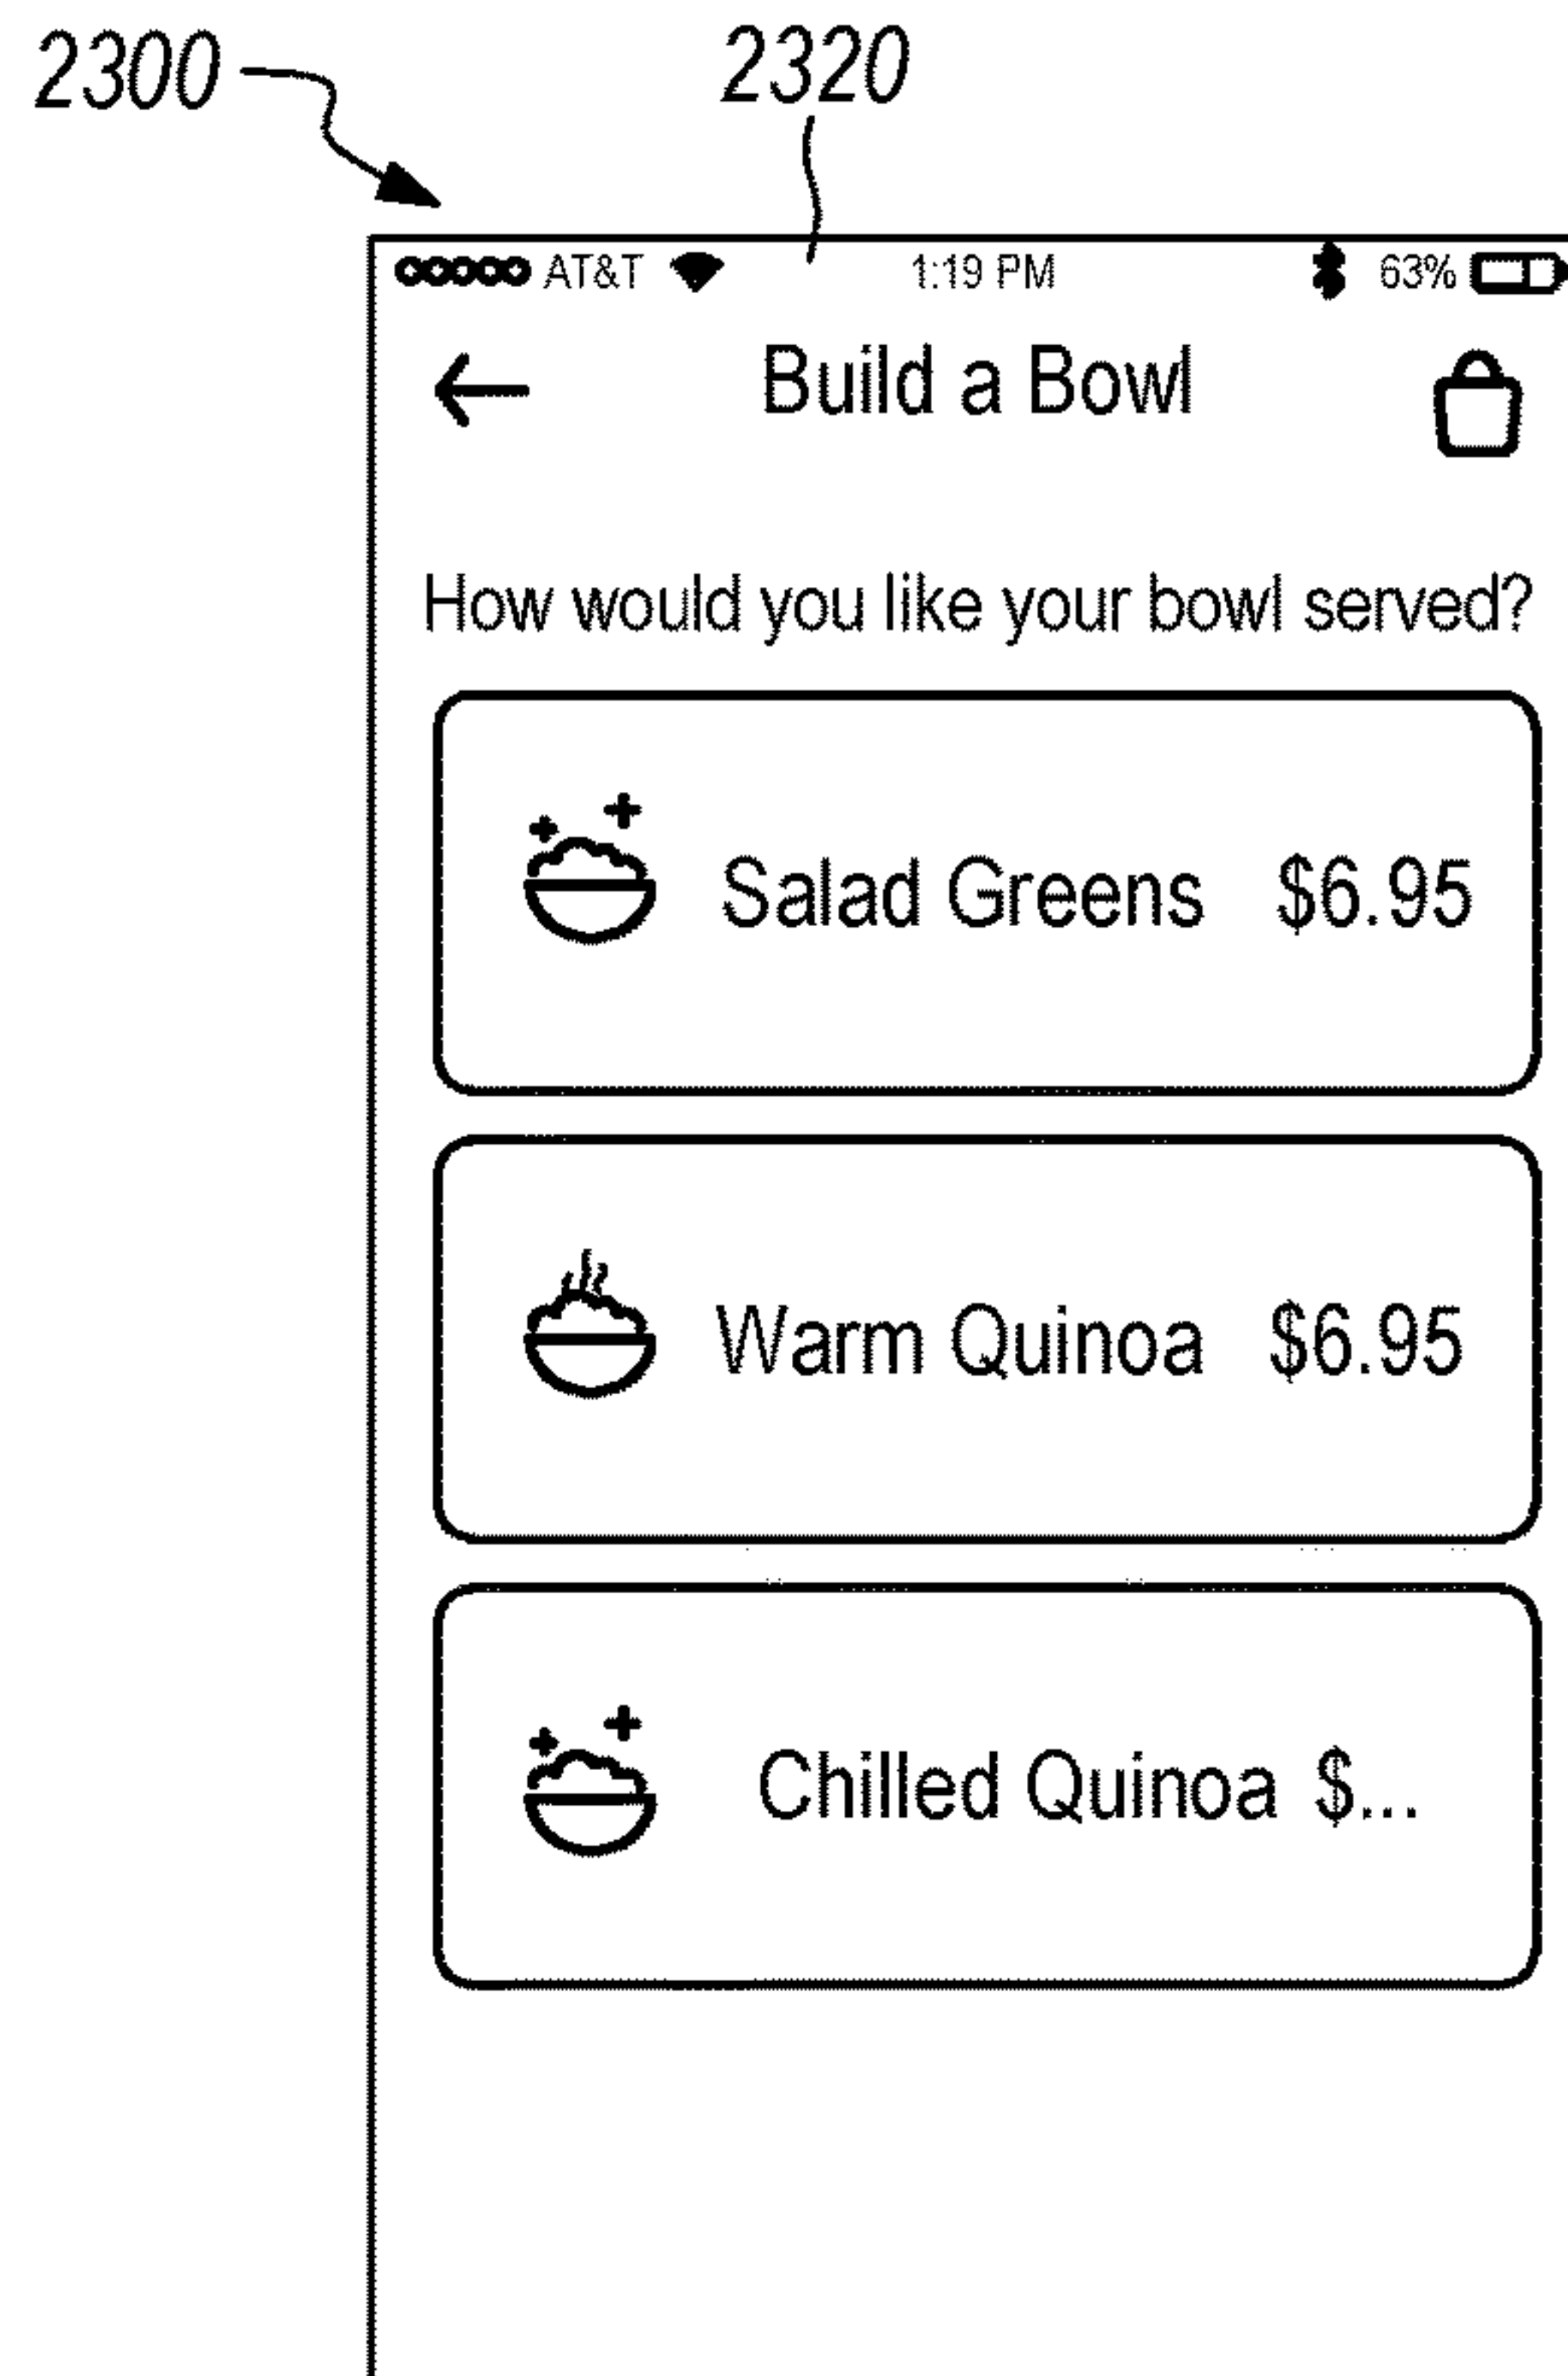 2300 2320
AT&T 1:19 PM 63%
Build a Bowl
How would you like your bowl served?
Salad Greens $6.95
Warm Quinoa $6.95
Chilled Quinoa $...